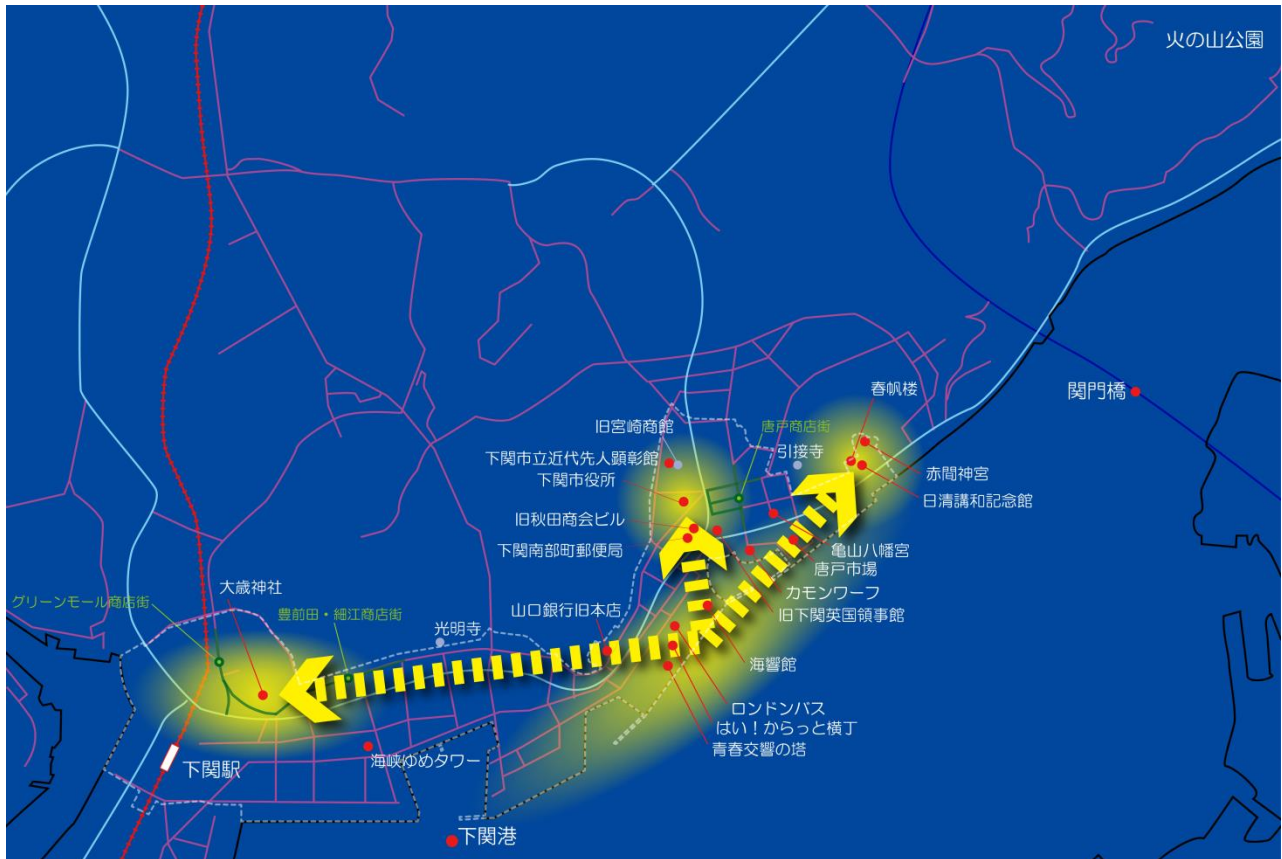 火の山公園
関門橋
春帆楼
旧宮崎商館
唐戸商店街
引接寺
下関市立近代先人顕彰館
赤間神宮
下関市役所
日清講和記念館
旧秋田商会ビル
下関南部町郵便局
亀山八幡宮
唐戸市場
カモンワーフ
大歳神社
グリーンモール商店街
豊前田・細江商店街
山口銀行旧本店
旧下関英国領事館
光明寺
海響館
ロンドンバス
はい！からっと横丁
青春交響の塔
下関駅
海峡ゆめタワー
下関港